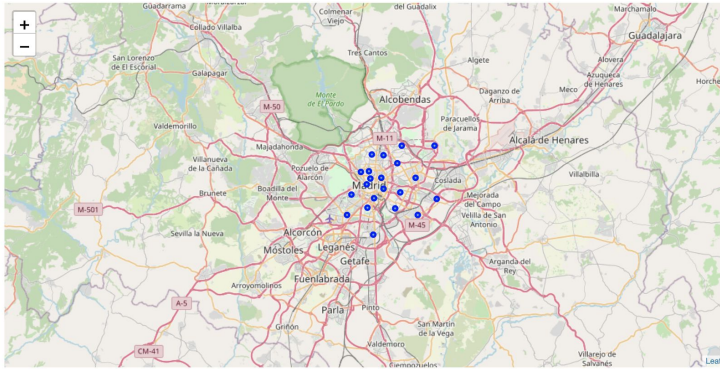 Guadarrama
del Guadalix
Colmenar
Viejo
Marchamalo
+
−
Collado Villalba
Guadalajara
Tres Cantos
San Lorenzo
de El Escorial
Algete
Alovera
Galapagar
Azuqueca
de Henares
Horche
Monte
de El Pardo
Daganzo de
Arriba
Meco
M-50
Alcobendas
Paracuellos
de Jarama
Valdemorillo
M-11
Alcalá de Henares
Majadahonda
Villanueva
de la Cañada
Pozuelo de
Alarcón
Villalbilla
Coslada
Madrid
Boadilla del
Monte
Brunete
Mejorada
del Campo
M-501
Velilla de San
Antonio
M-45
Sevilla la Nueva
Alcorcón
Leganés
Móstoles
Getafe
Arganda del
Rey
Fuenlabrada
Arroyomolinos
A-5
Parla
Pinto
Griñón
San Martín
de la Vega
Valdemoro
CM-41
Villarejo de
Salvanés
Ciempozuelos
Leaf